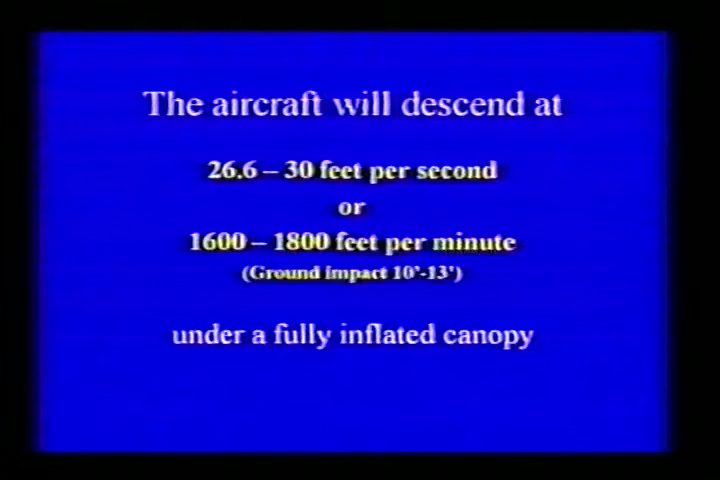 The aircraft will descend at
26.6 – 30 feet per second
or
1600 – 1800 feet per minute
(Ground impact 10’-13’)
under a fully inflated canopy